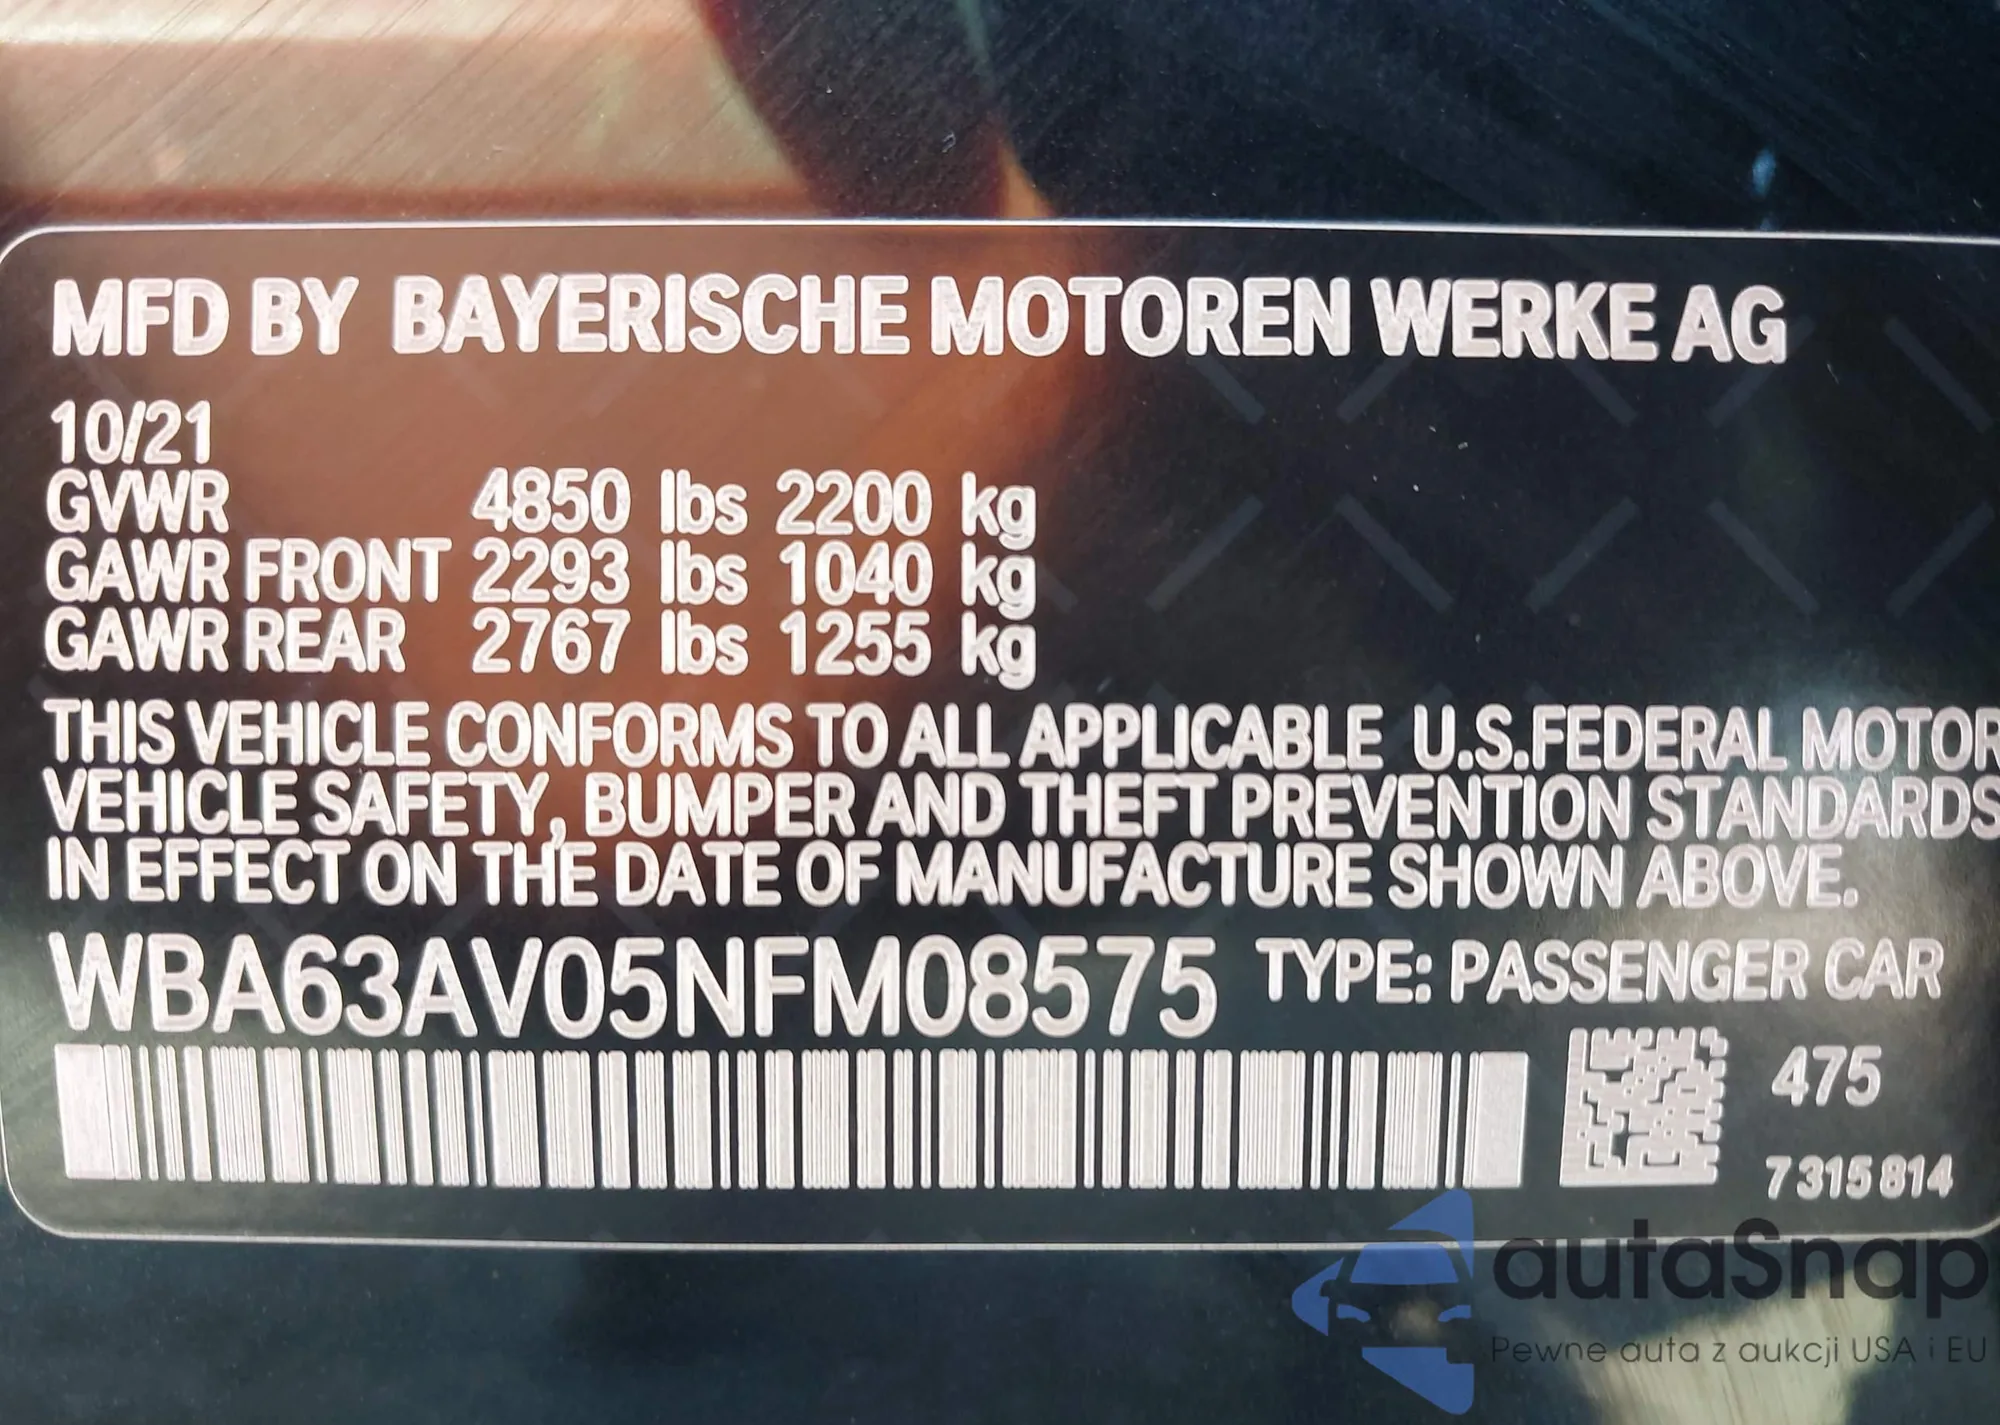 MFD BY BAYERISCHE MOTOREN WERKE AG
10/21
GVWR 4850 lbs 2200 kg
GAWR FRONT 2293 lbs 1040 kg
GAWR REAR 2767 lbs 1255 kg
THIS VEHICLE CONFORMS TO ALL APPLICABLE U.S.FEDERAL MOTOR
VEHICLE SAFETY, BUMPER AND THEFT PREVENTION STANDARDS
IN EFFECT ON THE DATE OF MANUFACTURE SHOWN ABOVE.
WBA63AV05NFM08575 TYPE: PASSENGER CAR
475
7 315 814
autaSnap
Pewne auta z aukcji USA i EU